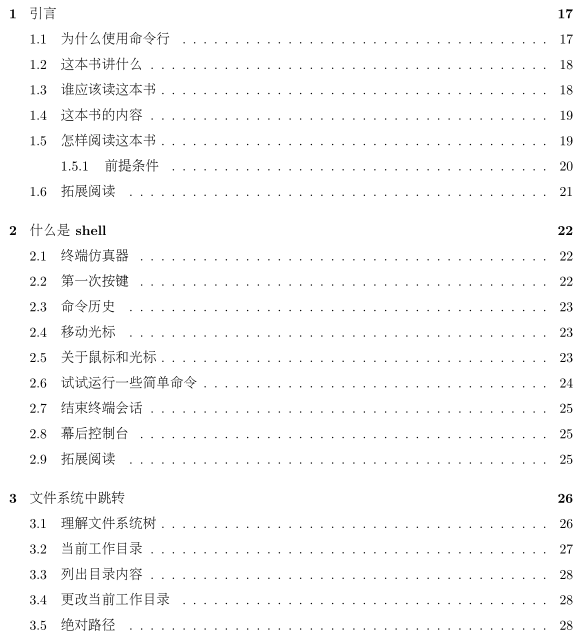 1 引言 17
1.1 为什么使用命令行 . . . . . . . . . . . . . . . . . . . . . . . . . . . . . . . . . . . 17
1.2 这本书讲什么 . . . . . . . . . . . . . . . . . . . . . . . . . . . . . . . . . . . . . . 18
1.3 谁应该读这本书 . . . . . . . . . . . . . . . . . . . . . . . . . . . . . . . . . . . . . 18
1.4 这本书的内容 . . . . . . . . . . . . . . . . . . . . . . . . . . . . . . . . . . . . . . 19
1.5 怎样阅读这本书 . . . . . . . . . . . . . . . . . . . . . . . . . . . . . . . . . . . . . 19
1.5.1 前提条件 . . . . . . . . . . . . . . . . . . . . . . . . . . . . . . . . . . . . 20
1.6 拓展阅读 . . . . . . . . . . . . . . . . . . . . . . . . . . . . . . . . . . . . . . . . 21
2 什么是 shell 22
2.1 终端仿真器 . . . . . . . . . . . . . . . . . . . . . . . . . . . . . . . . . . . . . . . 22
2.2 第一次按键 . . . . . . . . . . . . . . . . . . . . . . . . . . . . . . . . . . . . . . . 22
2.3 命令历史 . . . . . . . . . . . . . . . . . . . . . . . . . . . . . . . . . . . . . . . . 23
2.4 移动光标 . . . . . . . . . . . . . . . . . . . . . . . . . . . . . . . . . . . . . . . . 23
2.5 关于鼠标和光标 . . . . . . . . . . . . . . . . . . . . . . . . . . . . . . . . . . . . . 23
2.6 试试运行一些简单命令 . . . . . . . . . . . . . . . . . . . . . . . . . . . . . . . . . 24
2.7 结束终端会话 . . . . . . . . . . . . . . . . . . . . . . . . . . . . . . . . . . . . . . 25
2.8 幕后控制台 . . . . . . . . . . . . . . . . . . . . . . . . . . . . . . . . . . . . . . . 25
2.9 拓展阅读 . . . . . . . . . . . . . . . . . . . . . . . . . . . . . . . . . . . . . . . . 25
3 文件系统中跳转 26
3.1 理解文件系统树 . . . . . . . . . . . . . . . . . . . . . . . . . . . . . . . . . . . . . 26
3.2 当前工作目录 . . . . . . . . . . . . . . . . . . . . . . . . . . . . . . . . . . . . . . 27
3.3 列出目录内容 . . . . . . . . . . . . . . . . . . . . . . . . . . . . . . . . . . . . . . 28
3.4 更改当前工作目录 . . . . . . . . . . . . . . . . . . . . . . . . . . . . . . . . . . . 28
3.5 绝对路径 . . . . . . . . . . . . . . . . . . . . . . . . . . . . . . . . . . . . . . . . 28